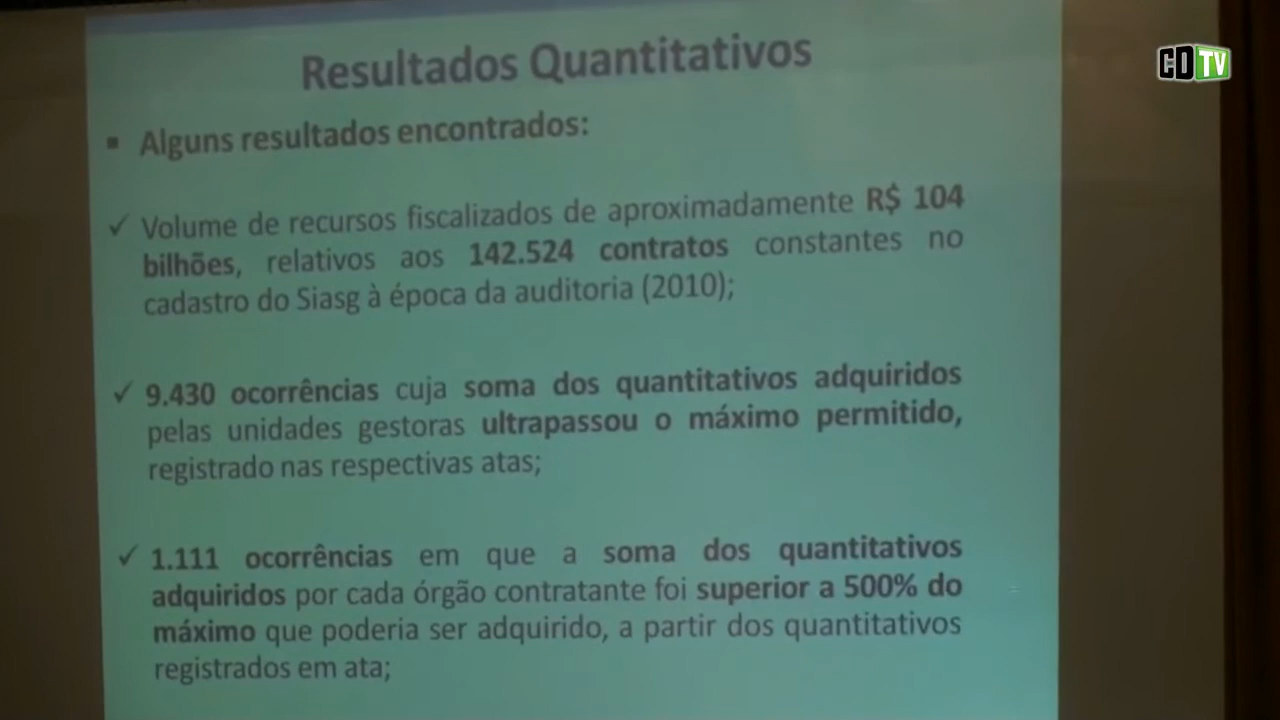 Resultados Quantitativos
CDTV
▪ Alguns resultados encontrados:
✓ Volume de recursos fiscalizados de aproximadamente R$ 104
bilhões, relativos aos 142.524 contratos constantes no
cadastro do Siasg à época da auditoria (2010);
✓ 9.430 ocorrências cuja soma dos quantitativos adquiridos
pelas unidades gestoras ultrapassou o máximo permitido,
registrado nas respectivas atas;
✓ 1.111 ocorrências em que a soma dos quantitativos
adquiridos por cada órgão contratante foi superior a 500% do
máximo que poderia ser adquirido, a partir dos quantitativos
registrados em ata;